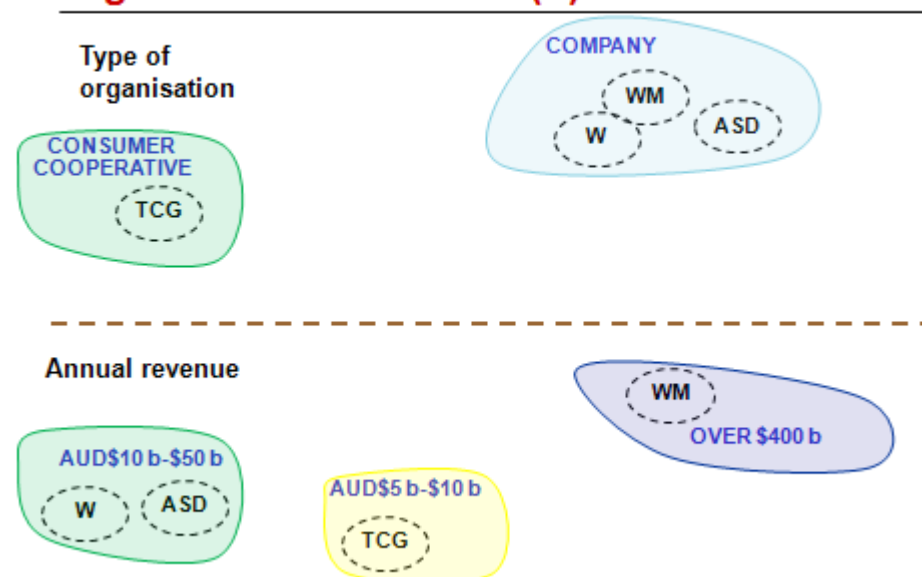 Type of
organisation
COMPANY
WM
W
ASD
CONSUMER
COOPERATIVE
TCG
Annual revenue
WM
OVER $400 b
AUD$10 b-$50 b
W
ASD
AUD$5 b-$10 b
TCG